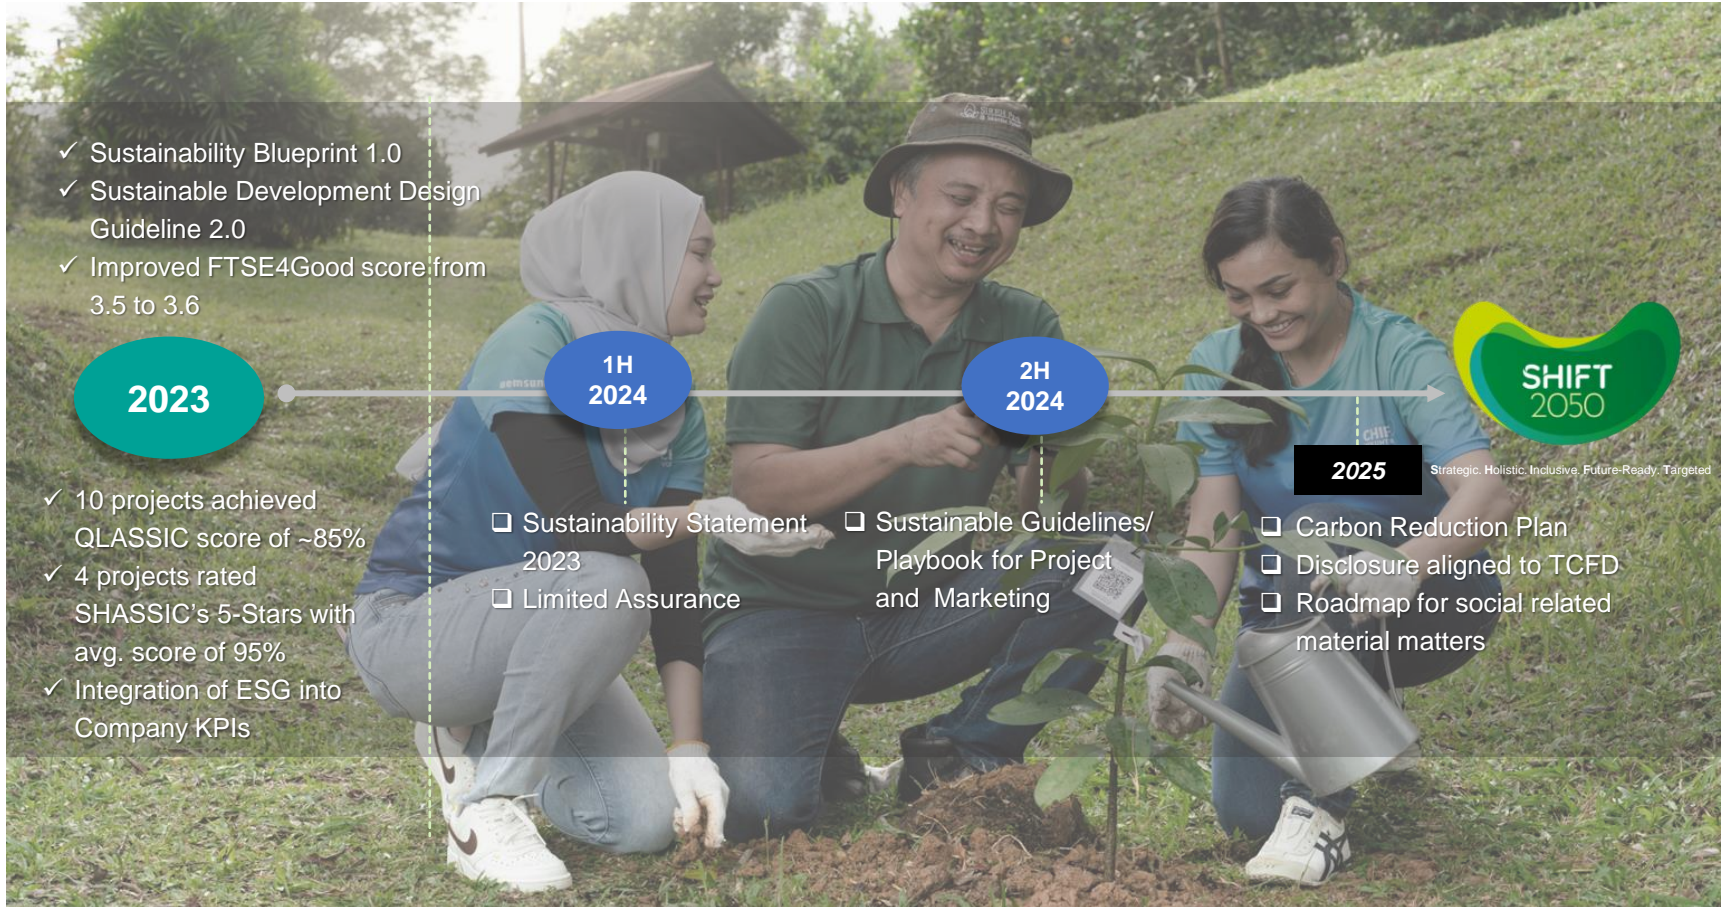 ✓ Sustainability Blueprint 1.0
✓ Sustainable Development Design
Guideline 2.0
✓ Improved FTSE4Good score from
3.5 to 3.6
2023
✓ 10 projects achieved
QLASSIC score of ~85%
✓ 4 projects rated
SHASSIC’s 5-Stars with
avg. score of 95%
✓ Integration of ESG into
Company KPIs
1H
2024
❑ Sustainability Statement
2023
❑ Limited Assurance
2H
2024
❑ Sustainable Guidelines/
Playbook for Project
and Marketing
2025
❑ Carbon Reduction Plan
❑ Disclosure aligned to TCFD
❑ Roadmap for social related
material matters
SHIFT
2050
Strategic. Holistic. Inclusive. Future-Ready. Targeted